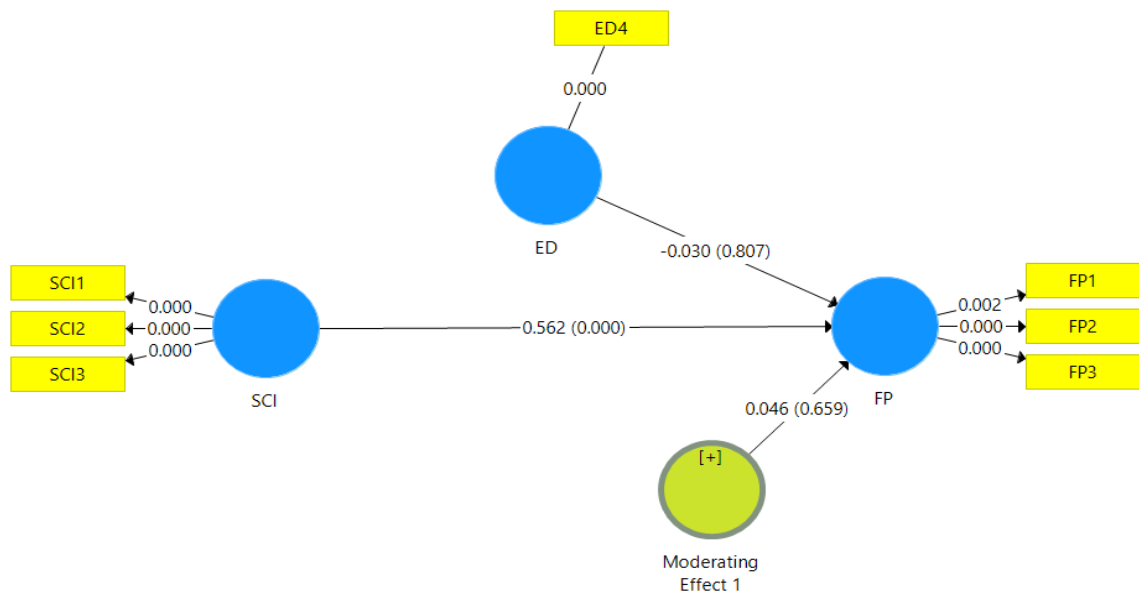 ED4
0.000
ED
-0.030 (0.807)
SCI1
SCI2
SCI3
0.000
0.000
0.000
SCI
0.562 (0.000)
FP1
FP2
FP3
0.002
0.000
0.000
FP
0.046 (0.659)
[+]
Moderating
Effect 1